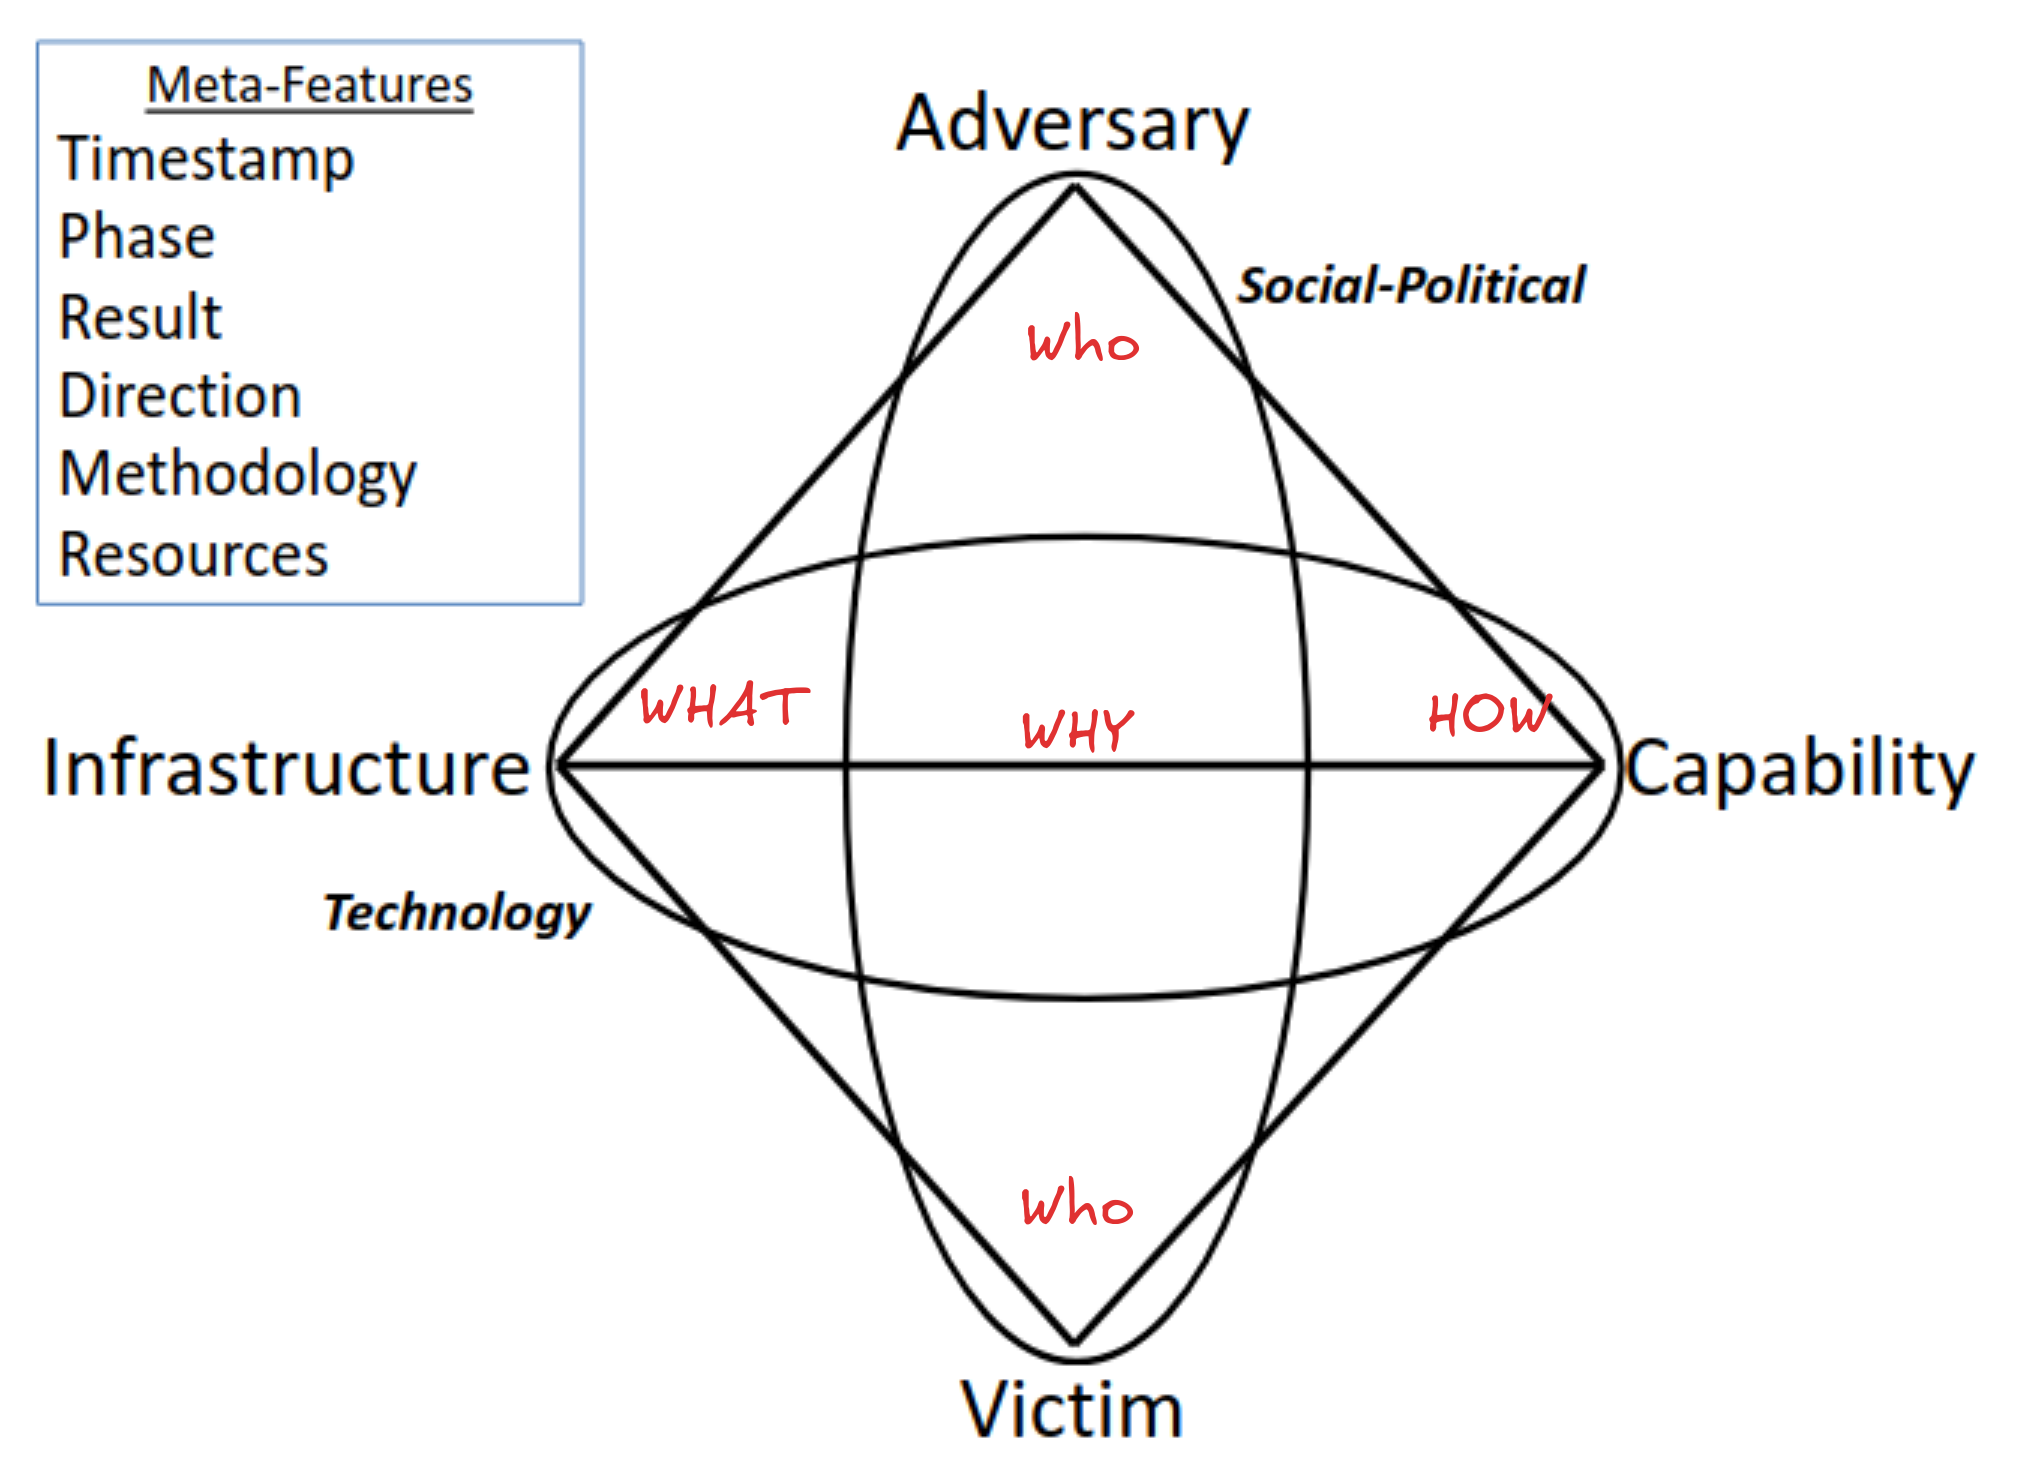 Meta-Features
Timestamp
Phase
Result
Direction
Methodology
Resources
Adversary
Social-Political
Who
WHAT
WHY
HOW
Infrastructure
Capability
Technology
Who
Victim